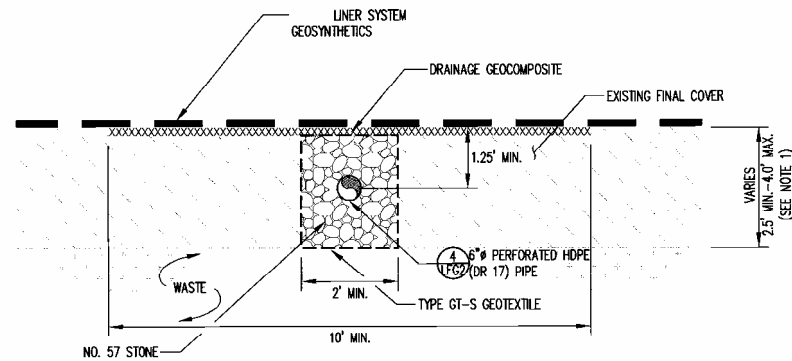 LINER SYSTEM
GEOSYNTHETICS
DRAINAGE GEOCOMPOSITE
EXISTING FINAL COVER
1.25' MIN.
VARIES
2.5' MIN.-4.0' MAX.
(SEE NOTE 1)
4
LFG2
6"ø PERFORATED HDPE
(DR 17) PIPE
WASTE
2' MIN.
TYPE GT-S GEOTEXTILE
10' MIN.
NO. 57 STONE